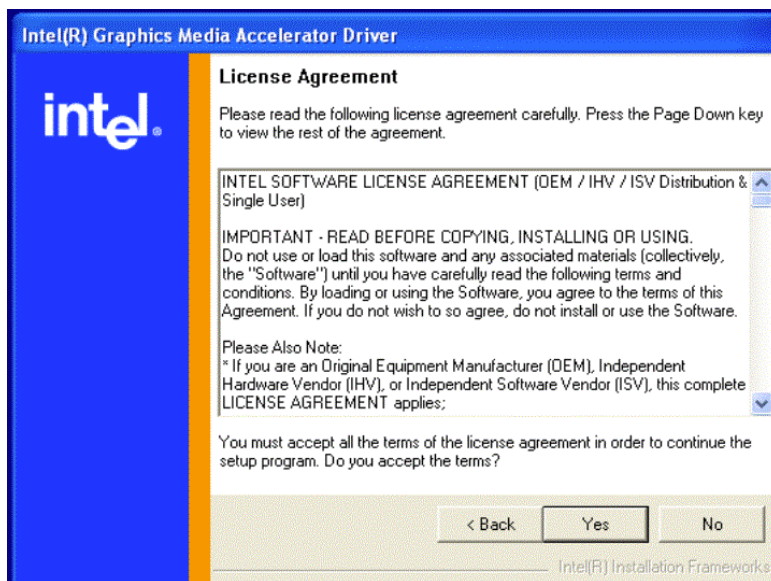 Intel(R) Graphics Media Accelerator Driver
intel®
License Agreement
Please read the following license agreement carefully. Press the Page Down key
to view the rest of the agreement.
INTEL SOFTWARE LICENSE AGREEMENT (OEM / IHV / ISV Distribution &
Single User)
IMPORTANT - READ BEFORE COPYING, INSTALLING OR USING.
Do not use or load this software and any associated materials (collectively,
the "Software") until you have carefully read the following terms and
conditions. By loading or using the Software, you agree to the terms of this
Agreement. If you do not wish to so agree, do not install or use the Software.
Please Also Note:
* If you are an Original Equipment Manufacturer (OEM), Independent
Hardware Vendor (IHV), or Independent Software Vendor (ISV), this complete
LICENSE AGREEMENT applies;
You must accept all the terms of the license agreement in order to continue the
setup program. Do you accept the terms?
< Back Yes No
Intel(R) Installation Frameworks